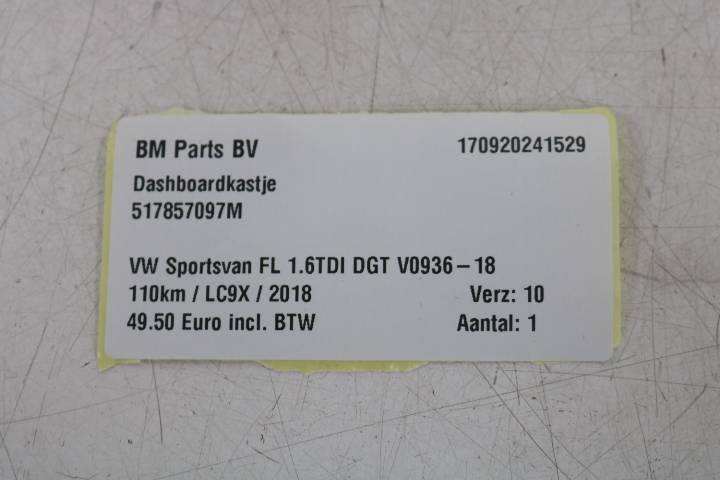 BM Parts BV 170920241529
Dashboardkastje
517857097M
VW Sportsvan FL 1.6TDI DGT V0936-18
110km / LC9X / 2018 Verz: 10
49.50 Euro incl. BTW Aantal: 1